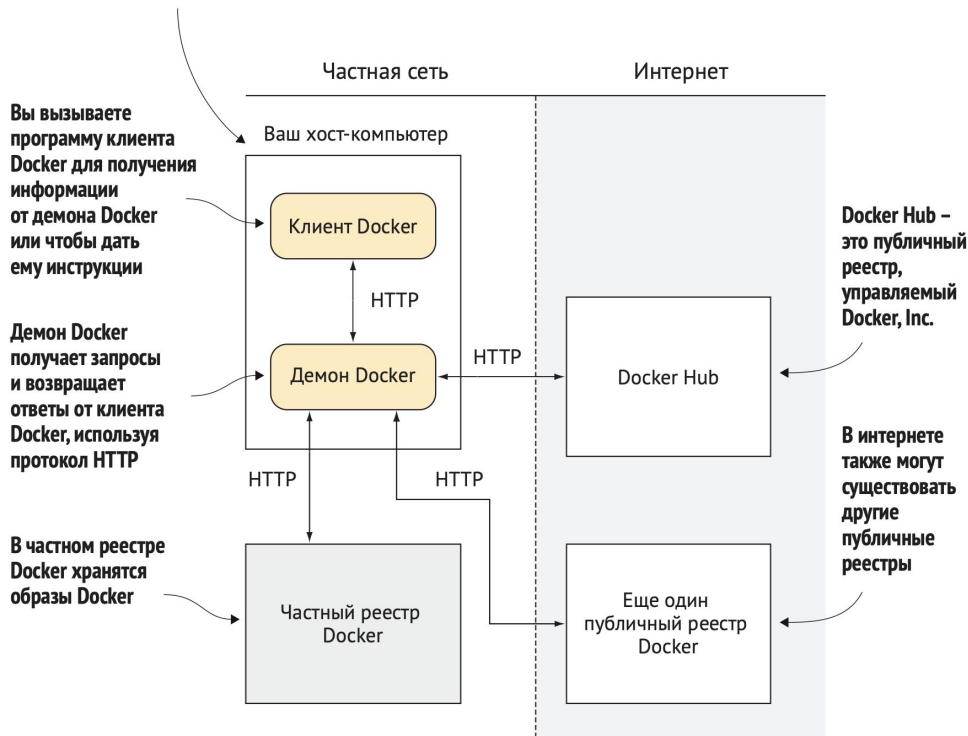 Частная сеть
Интернет
Вы вызываете
программу клиента
Docker для получения
информации
от демона Docker
или чтобы дать
ему инструкции
Ваш хост-компьютер
Клиент Docker
HTTP
Демон Docker
получает запросы
и возвращает
ответы от клиента
Docker, используя
протокол HTTP
Демон Docker
HTTP
Docker Hub
Docker Hub –
это публичный
реестр,
управляемый
Docker, Inc.
HTTP
HTTP
В частном реестре
Docker хранятся
образы Docker
Частный реестр
Docker
Еще один
публичный реестр
Docker
В интернете
также могут
существовать
другие
публичные
реестры